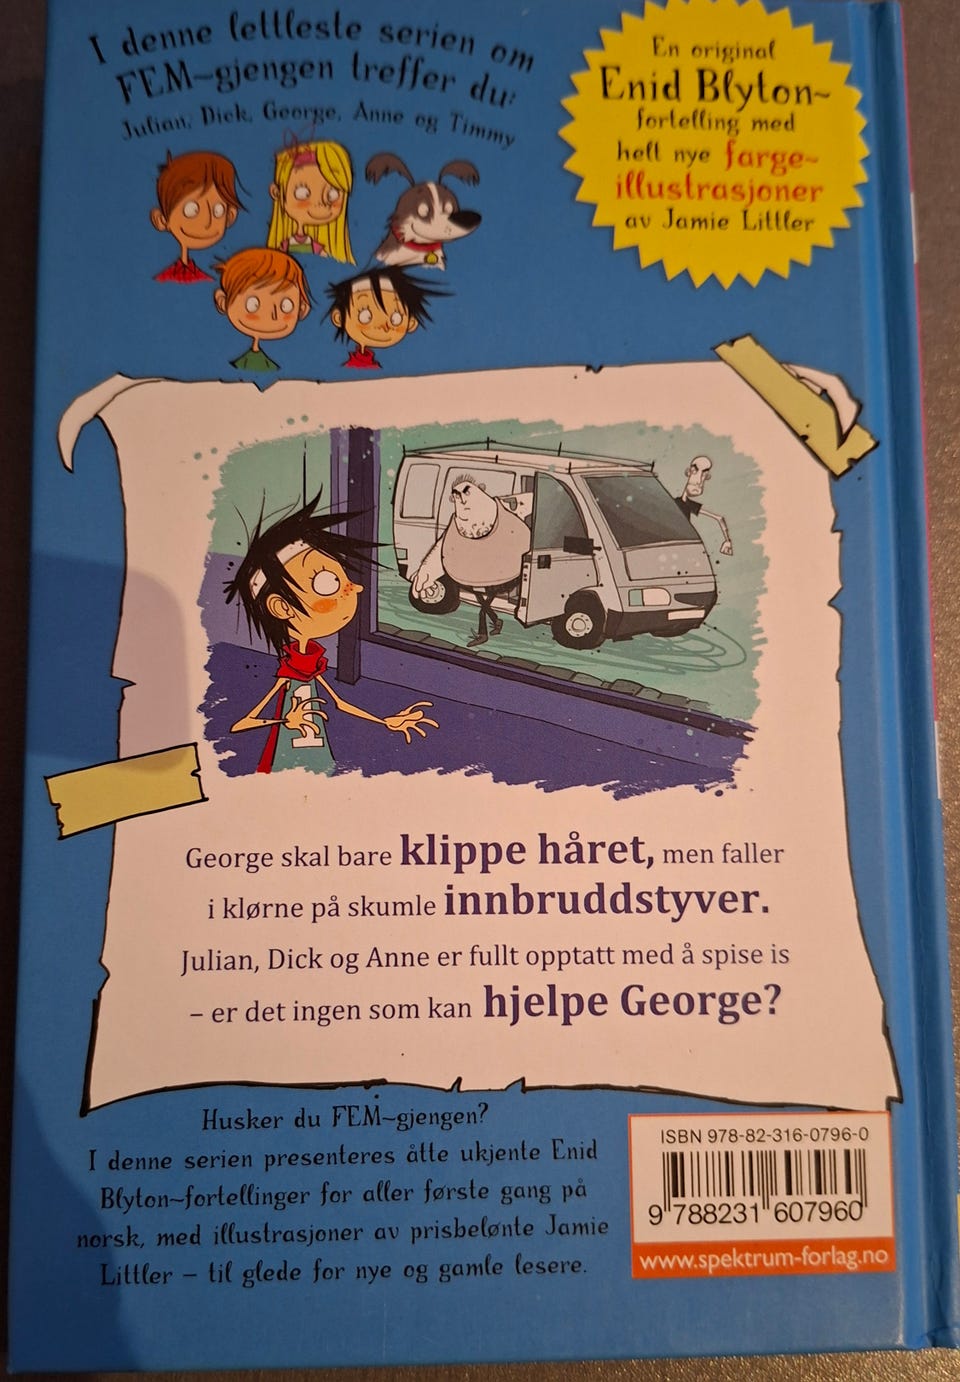 I denne lettleste serien om
FEM-gjengen treffer du:
Julian, Dick, George, Anne og Timmy
En original
Enid Blyton-
fortelling med
helt nye farge-
illustrasjoner
av Jamie Littler
1
George skal bare klippe håret, men faller
i klørne på skumle innbruddstyver.
Julian, Dick og Anne er fullt opptatt med å spise is
– er det ingen som kan hjelpe George?
Husker du FEM-gjengen?
I denne serien presenteres åtte ukjente Enid
Blyton-fortellinger for aller første gang på
norsk, med illustrasjoner av prisbelønte Jamie
Littler – til glede for nye og gamle lesere.
ISBN 978-82-316-0796-0
9 788231 607960
www.spektrum-forlag.no